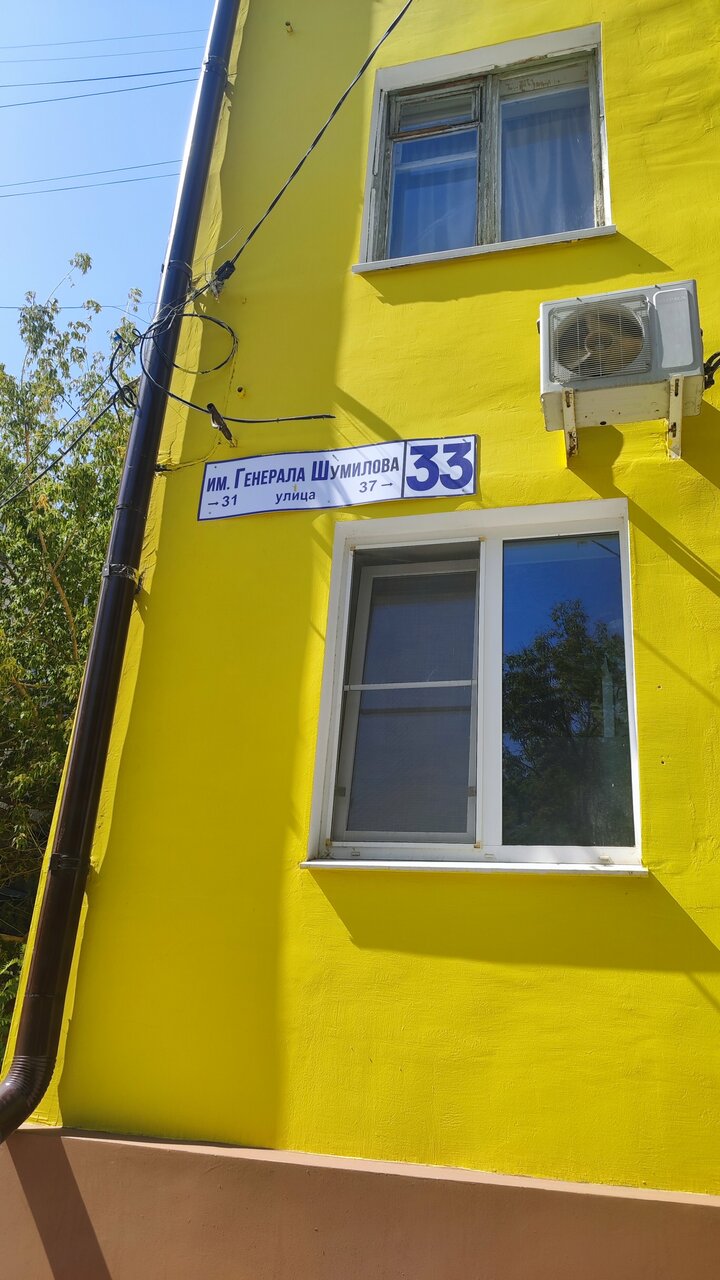 им. Генерала Шумилова 33
→31 улица 37→